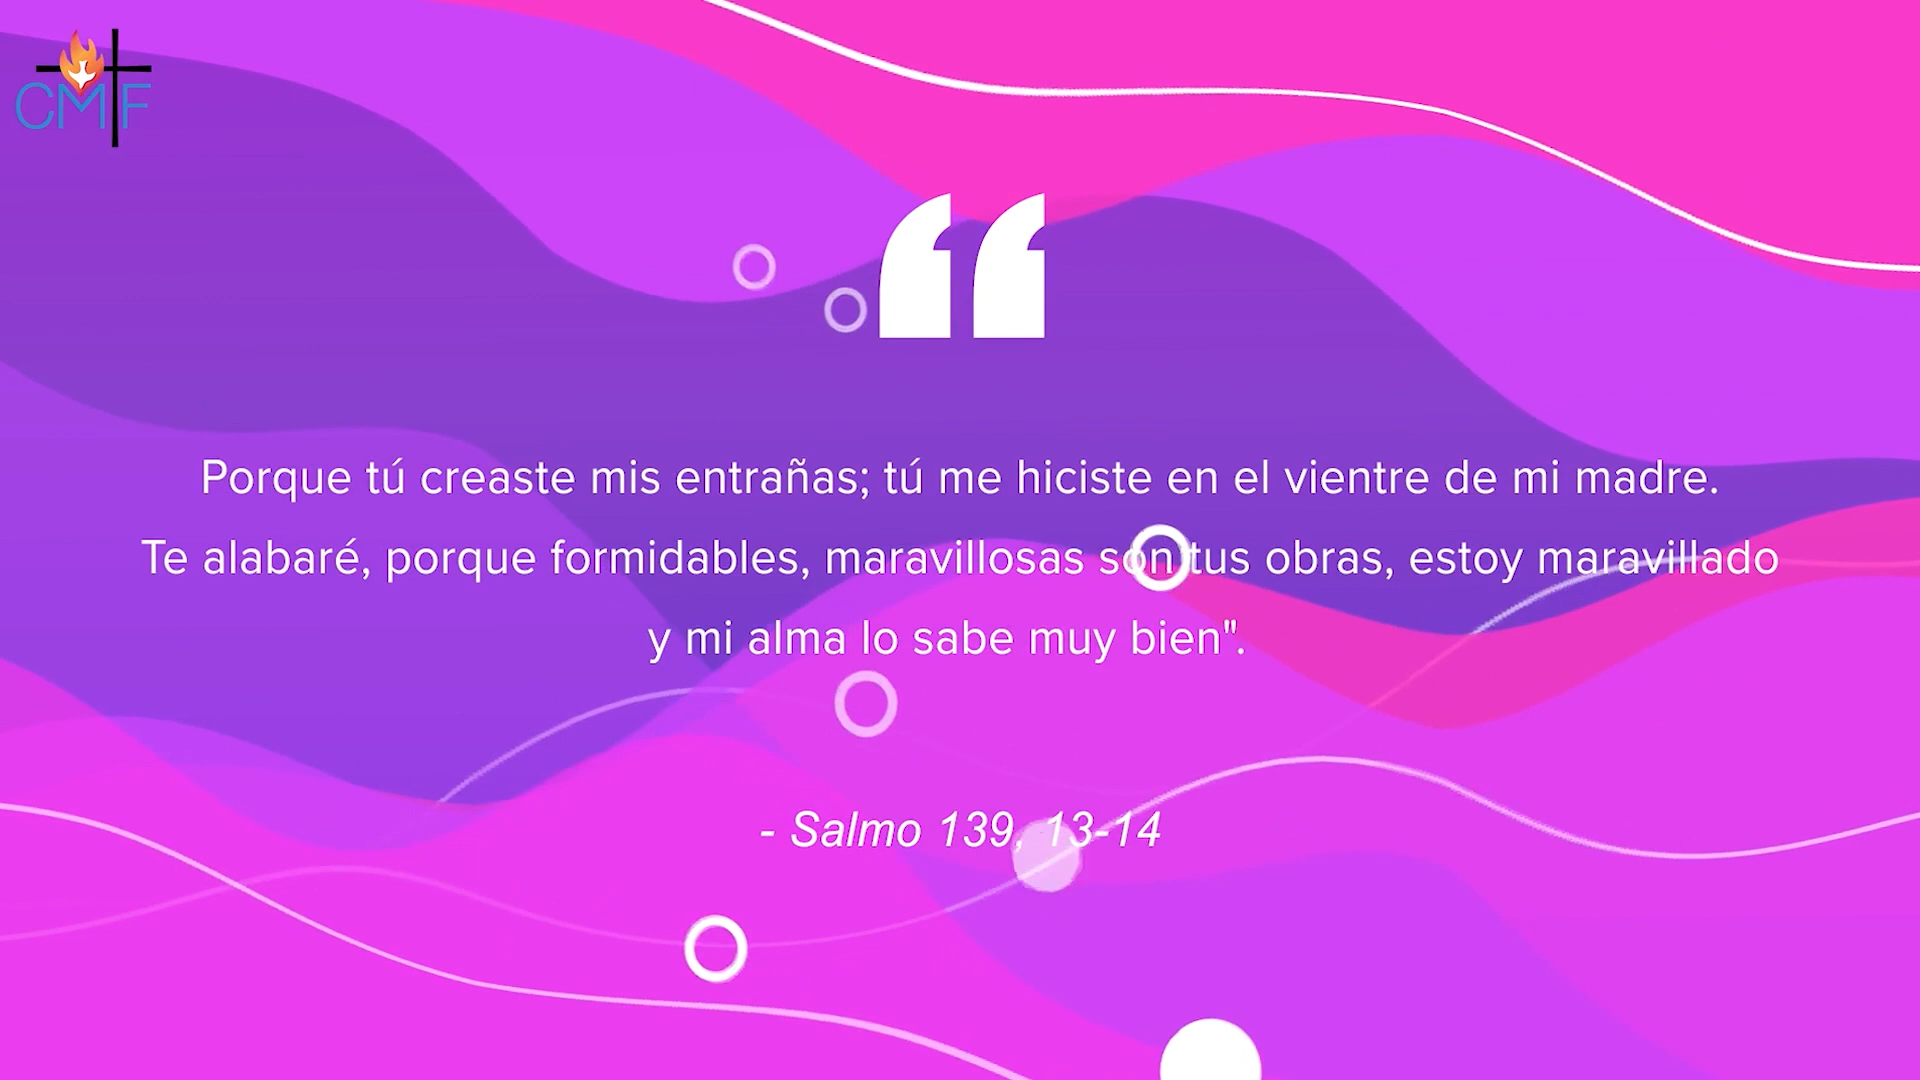 CMF
“
Porque tú creaste mis entrañas; tú me hiciste en el vientre de mi madre.
Te alabaré, porque formidables, maravillosas son tus obras, estoy maravillado
y mi alma lo sabe muy bien".
- Salmo 139, 13-14